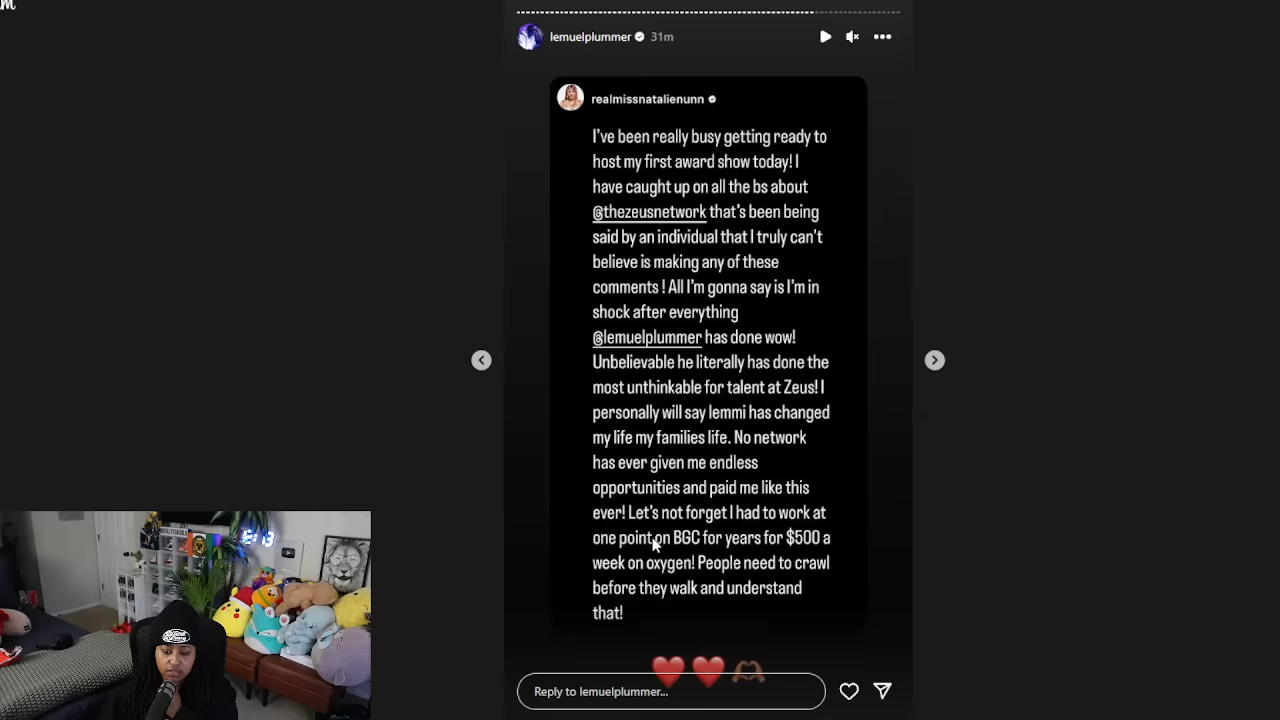 lemuelplummer 31m
realmissnatalienunn
I've been really busy getting ready to
host my first award show today! I
have caught up on all the bs about
@thezeusnetwork that's been being
said by an individual that I truly can't
believe is making any of these
comments ! All I'm gonna say is I'm in
shock after everything
@lemuelplummer has done wow!
Unbelievable he literally has done the
most unthinkable for talent at Zeus! I
personally will say lemmi has changed
my life my families life. No network
has ever given me endless
opportunities and paid me like this
ever! Let's not forget I had to work at
one point on BGC for years for $500 a
week on oxygen! People need to crawl
before they walk and understand
that!
Reply to lemuelplummer...